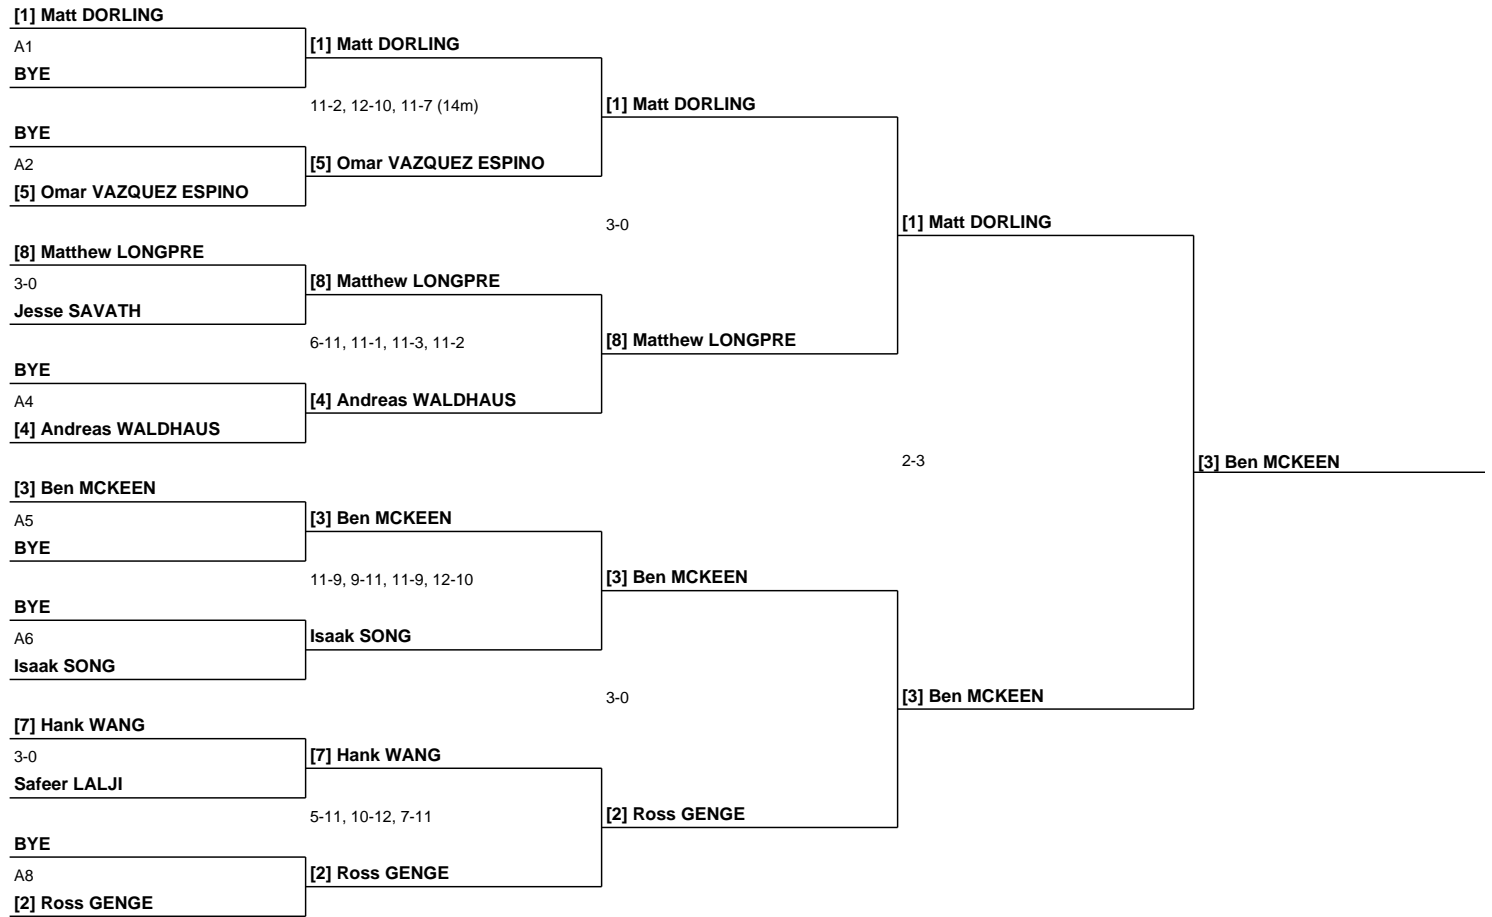 [1] Matt DORLING
A1
BYE
[1] Matt DORLING
11-2, 12-10, 11-7 (14m)
BYE
A2
[5] Omar VAZQUEZ ESPINO
[5] Omar VAZQUEZ ESPINO
[1] Matt DORLING
3-0
[8] Matthew LONGPRE
3-0
Jesse SAVATH
[8] Matthew LONGPRE
6-11, 11-1, 11-3, 11-2
BYE
A4
[4] Andreas WALDHAUS
[4] Andreas WALDHAUS
[8] Matthew LONGPRE
[1] Matt DORLING
2-3
[3] Ben MCKEEN
[3] Ben MCKEEN
A5
BYE
[3] Ben MCKEEN
11-9, 9-11, 11-9, 12-10
BYE
A6
Isaak SONG
Isaak SONG
[3] Ben MCKEEN
3-0
[7] Hank WANG
3-0
Safeer LALJI
[7] Hank WANG
5-11, 10-12, 7-11
BYE
A8
[2] Ross GENGE
[2] Ross GENGE
[2] Ross GENGE
[3] Ben MCKEEN